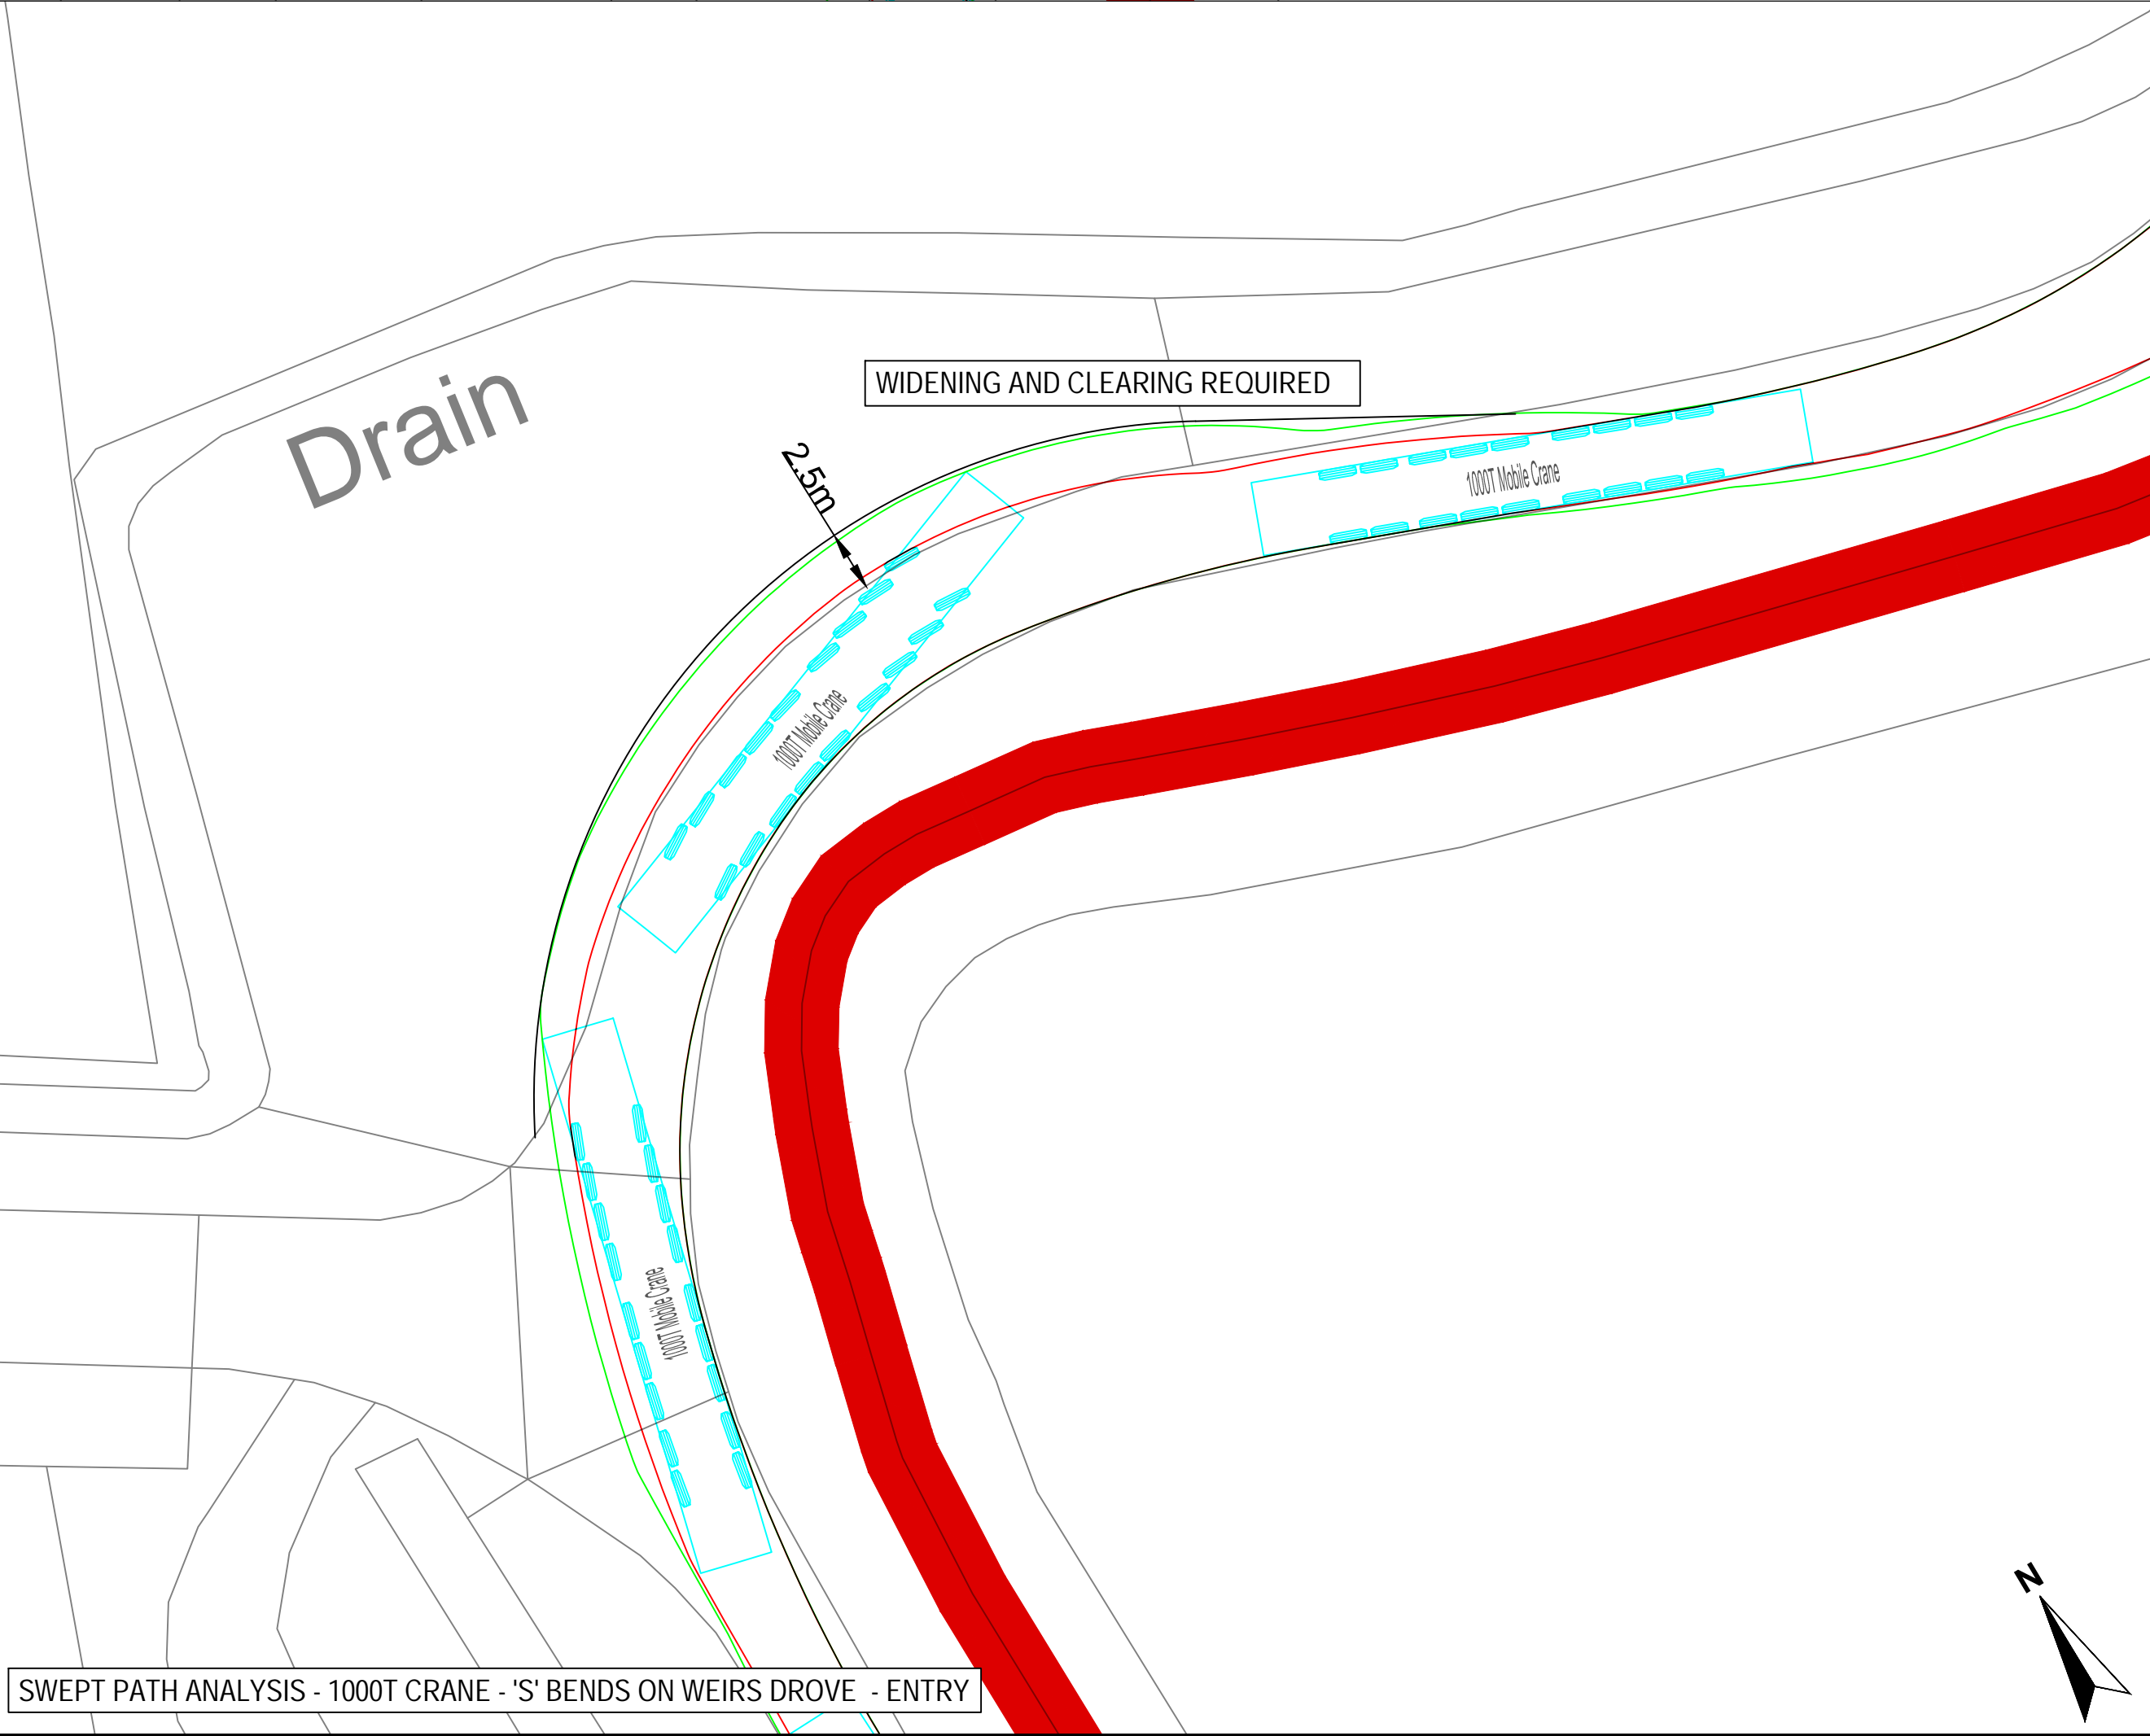 Drain
WIDENING AND CLEARING REQUIRED
2.5m
1000T Mobile Crane
1000T Mobile Crane
1000T Mobile Crane
N
SWEPT PATH ANALYSIS - 1000T CRANE - 'S' BENDS ON WEIRS DROVE - ENTRY